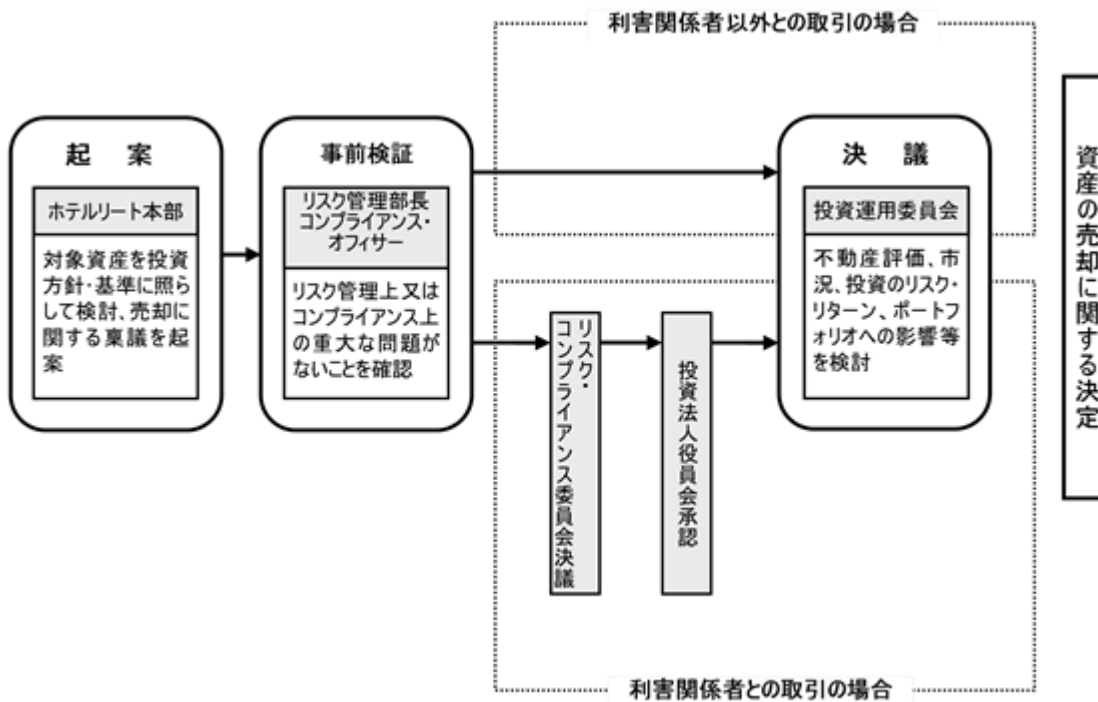 利害関係者以外との取引の場合
起 案
ホテルリート本部
対象資産を投資
方針・基準に照ら
して検討、売却に
関する稟議を起
案
事前検証
リスク管理部長
コンプライアンス・
オフィサー
リスク管理上又は
コンプライアンス上
の重大な問題が
ないことを確認
リスク・
コンプライアンス委員会決議
投資法人役員会承認
決 議
投資運用委員会
不動産評価、市
況、投資のリスク・
リターン、ポートフ
ォリオへの影響等
を検討
資産の売却に関する決定
利害関係者との取引の場合